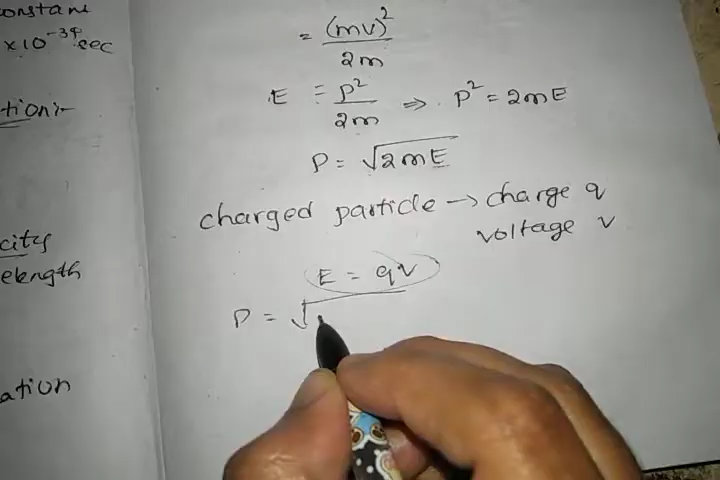 constant
×10⁻³⁴ sec
tion:-
city
elength
ation
= (mv)²/2m
E = P²/2m ⇒ P² = 2mE
P = √2mE
charged particle → charge q
voltage v
E = qv
P = √